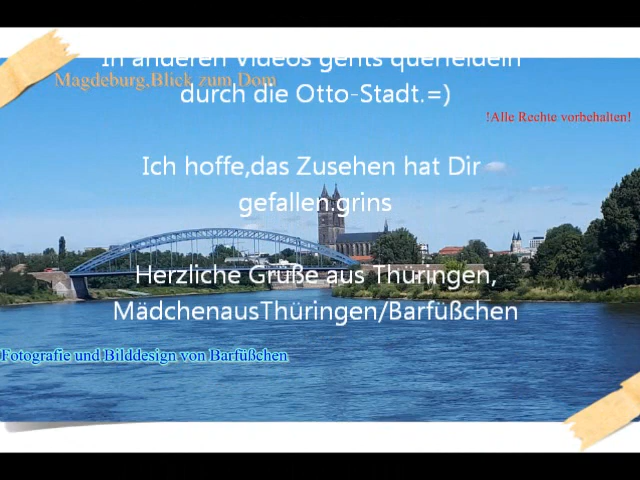 In anderen Videos gehts querfeldein
Magdeburg,Blick zum Dom
durch die Otto-Stadt.=)
!Alle Rechte vorbehalten!
Ich hoffe,das Zusehen hat Dir
gefallen.grins
Herzliche Grüße aus Thüringen,
MädchenausThüringen/Barfüßchen
Fotografie und Bilddesign von Barfüßchen